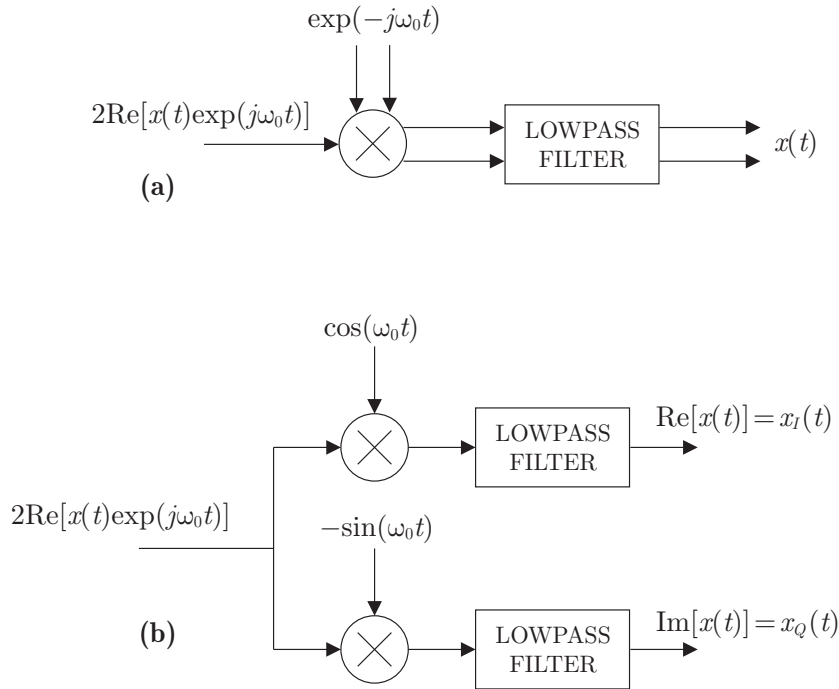 exp(−jω₀t)
2Re[x(t)exp(jω₀t)]
LOWPASS
FILTER
x(t)
(a)
cos(ω₀t)
LOWPASS
FILTER
Re[x(t)] = x_I(t)
2Re[x(t)exp(jω₀t)]
−sin(ω₀t)
(b)
LOWPASS
FILTER
Im[x(t)] = x_Q(t)